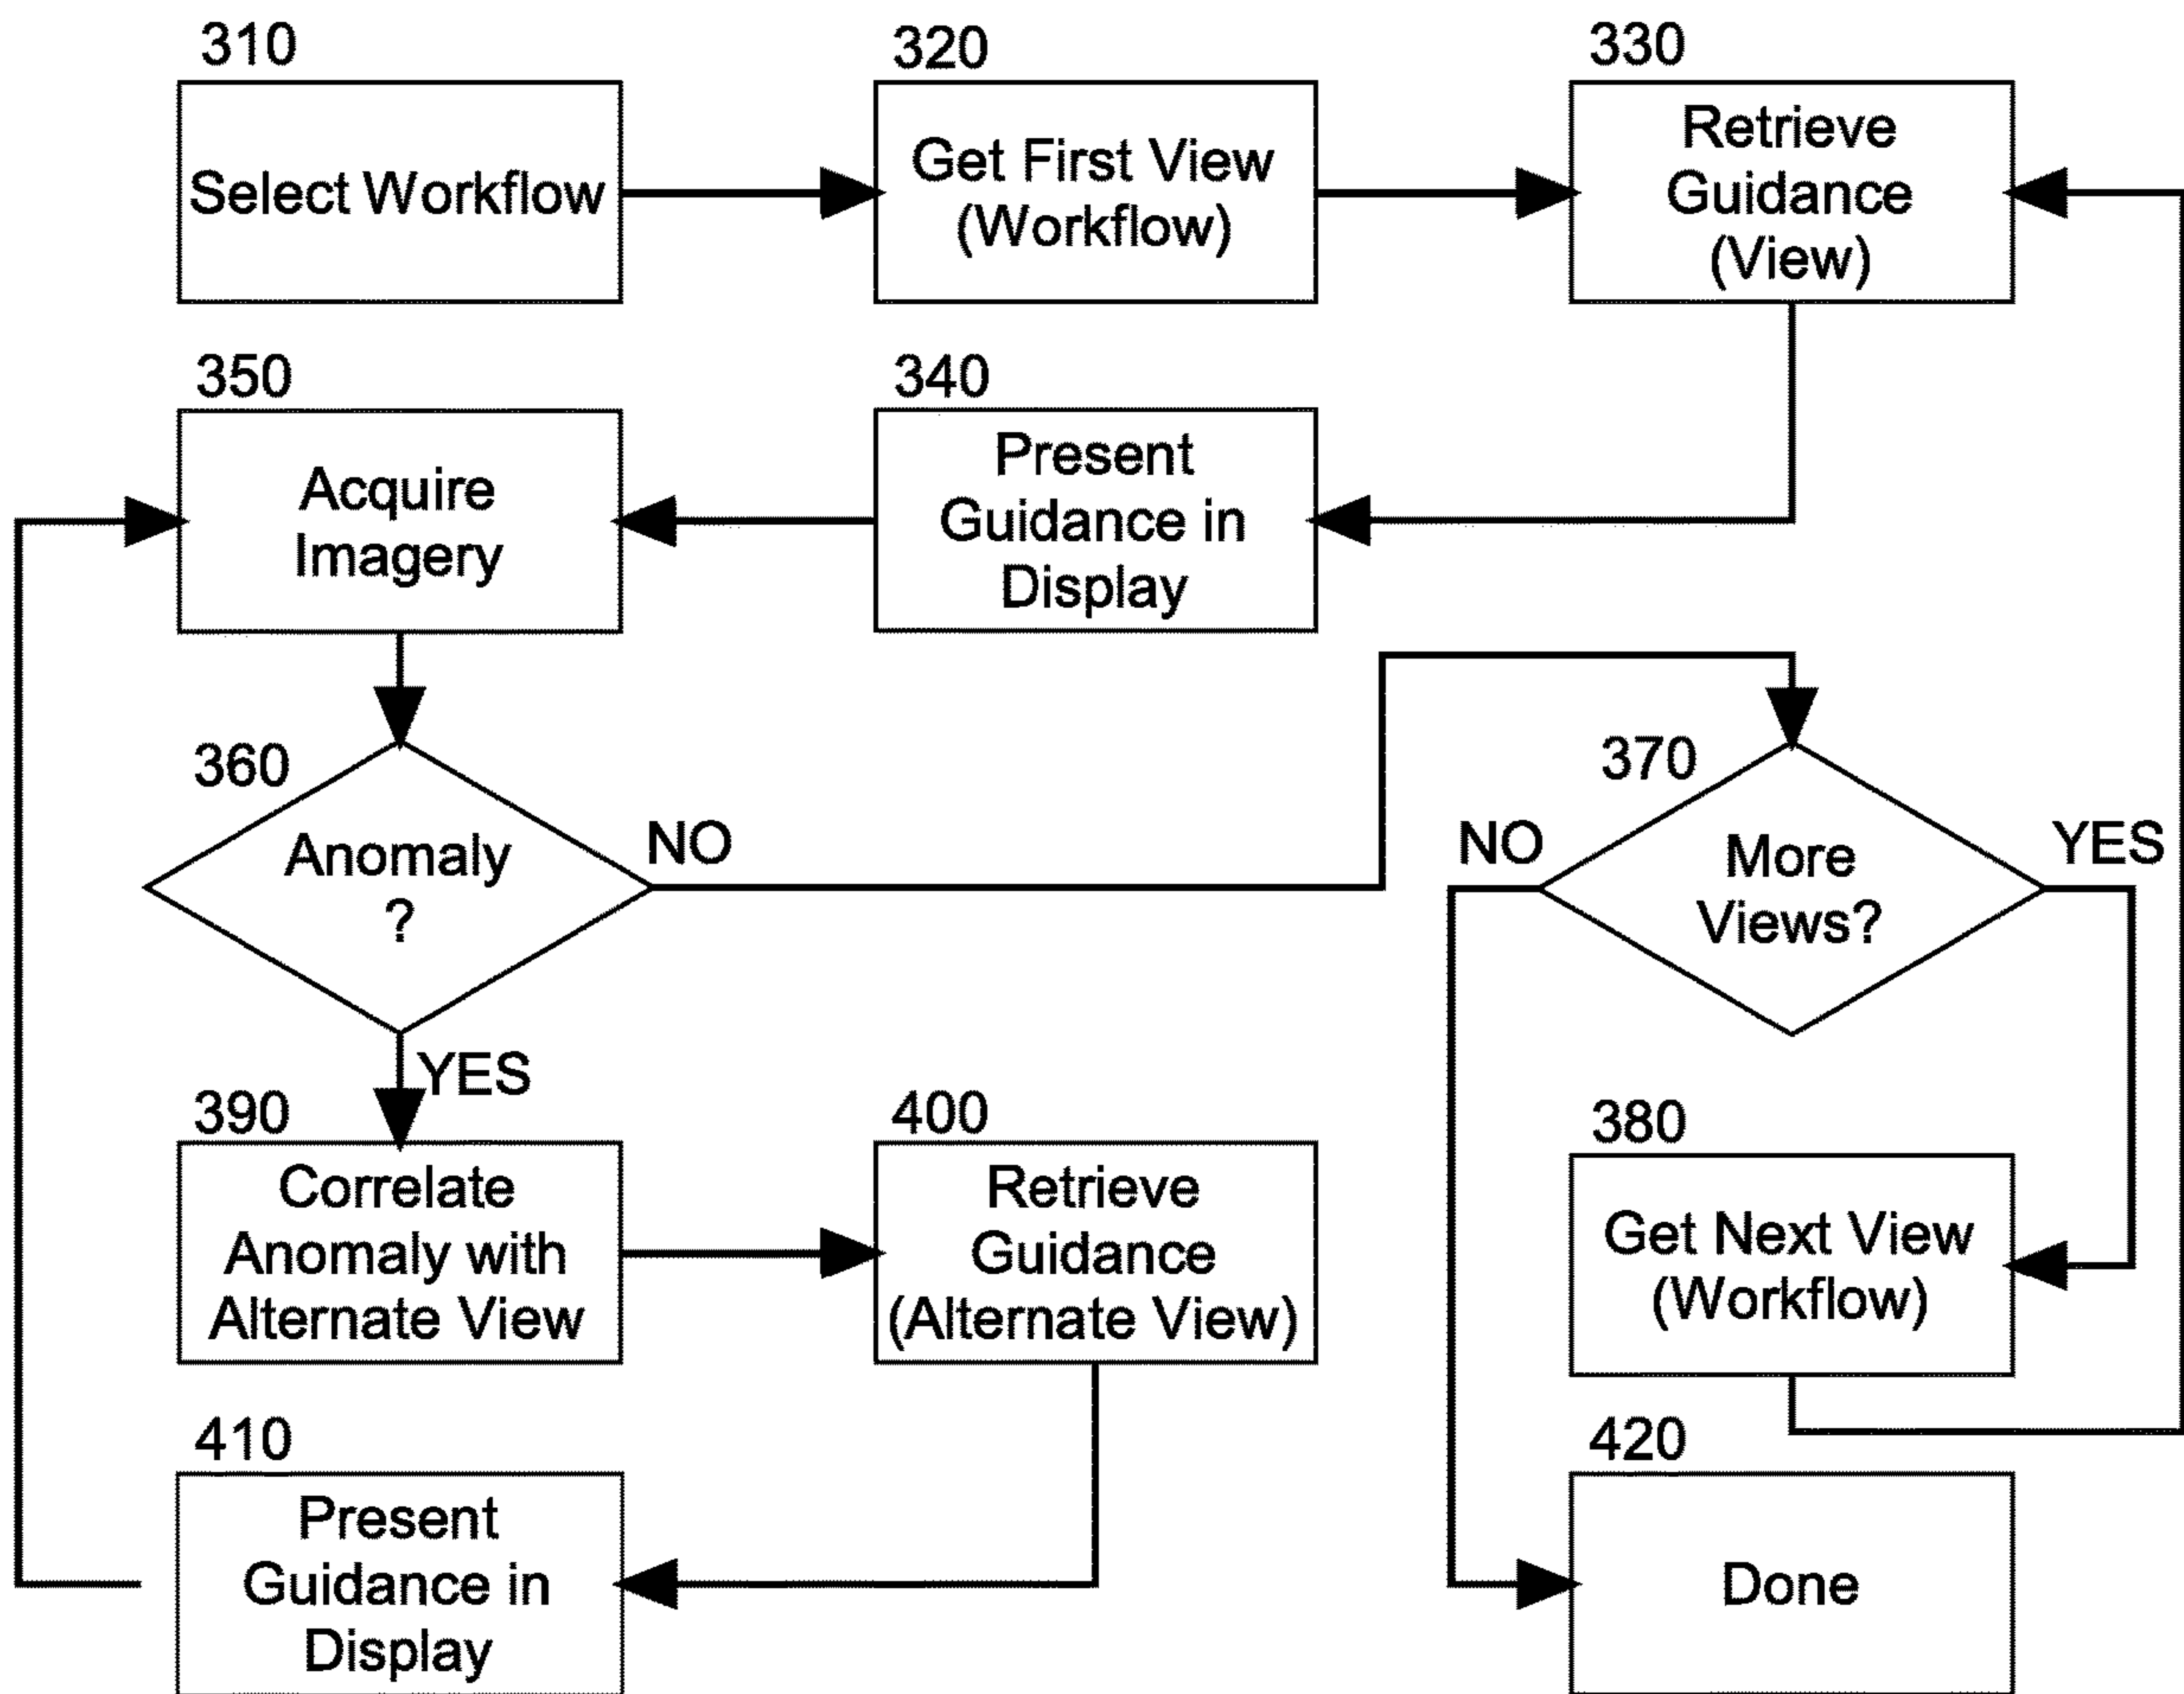 310
Select Workflow
320
Get First View
(Workflow)
330
Retrieve
Guidance
(View)
350
Acquire
Imagery
340
Present
Guidance in
Display
360
Anomaly
?
NO
YES
370
More
Views?
NO
YES
390
Correlate
Anomaly with
Alternate View
400
Retrieve
Guidance
(Alternate View)
380
Get Next View
(Workflow)
410
Present
Guidance in
Display
420
Done